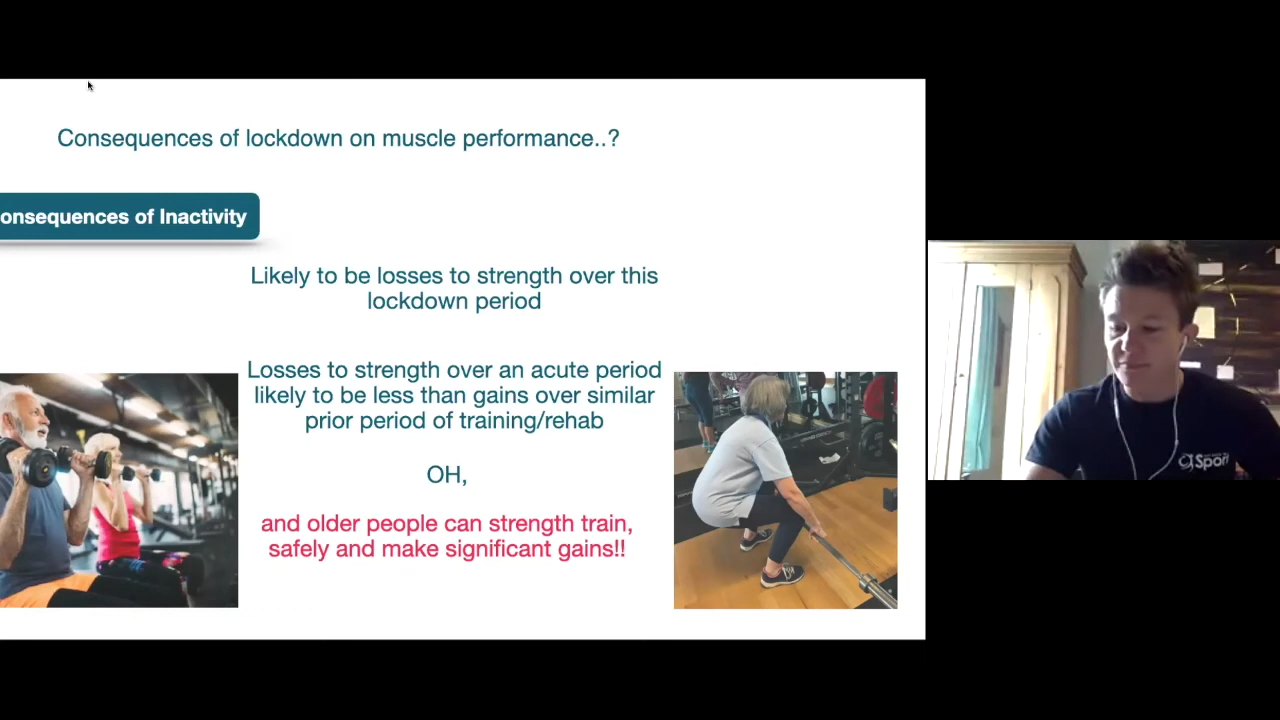 Consequences of lockdown on muscle performance..?
onsequences of Inactivity
Likely to be losses to strength over this
lockdown period
Losses to strength over an acute period
likely to be less than gains over similar
prior period of training/rehab
OH,
and older people can strength train,
safely and make significant gains!!
Sport